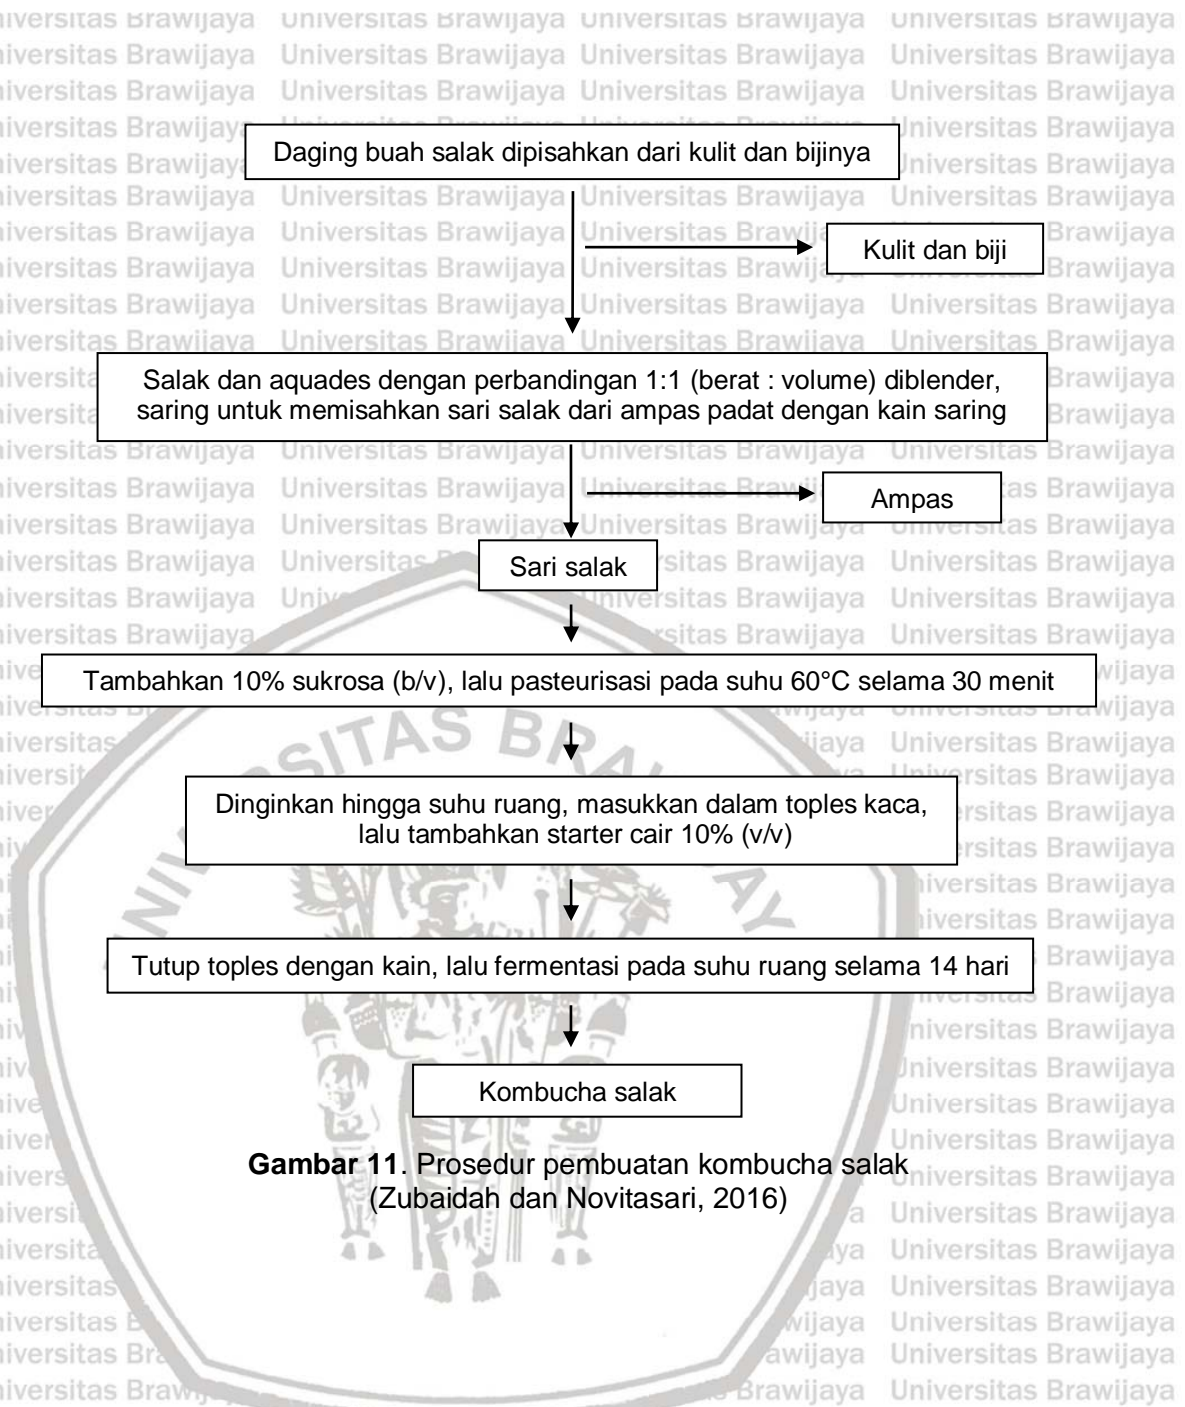 Daging buah salak dipisahkan dari kulit dan bijinya
Kulit dan biji
Salak dan aquades dengan perbandingan 1:1 (berat : volume) diblender,
saring untuk memisahkan sari salak dari ampas padat dengan kain saring
Ampas
Sari salak
Tambahkan 10% sukrosa (b/v), lalu pasteurisasi pada suhu 60°C selama 30 menit
Dinginkan hingga suhu ruang, masukkan dalam toples kaca,
lalu tambahkan starter cair 10% (v/v)
Tutup toples dengan kain, lalu fermentasi pada suhu ruang selama 14 hari
Kombucha salak
Gambar 11. Prosedur pembuatan kombucha salak
(Zubaidah dan Novitasari, 2016)